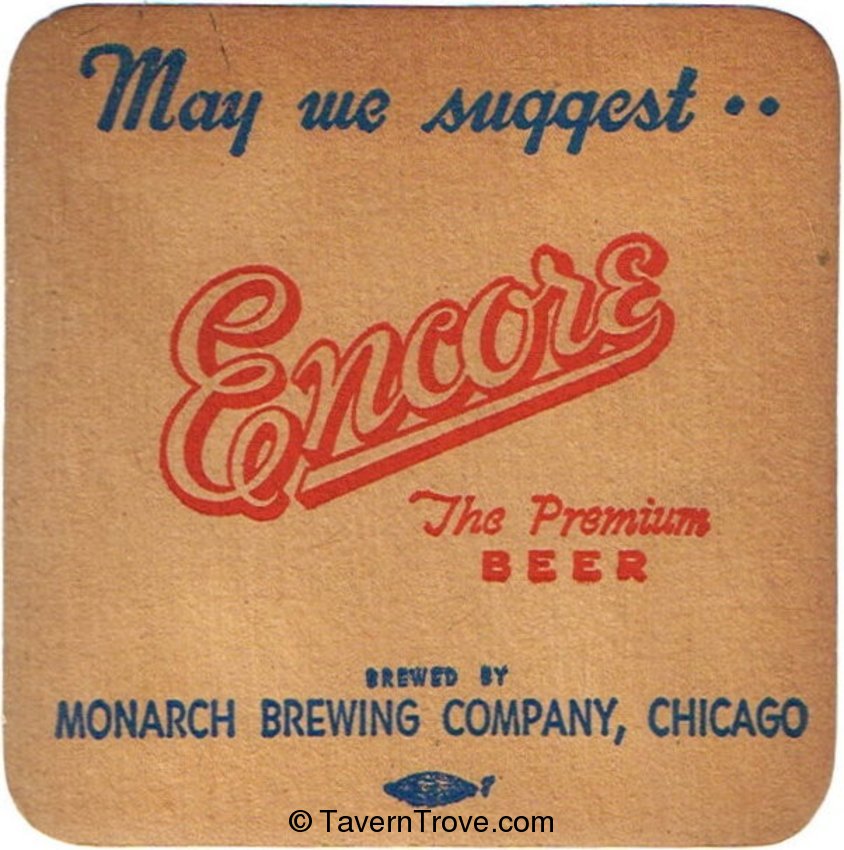 May we suggest ..
Encore
The Premium
BEER
BREWED BY
MONARCH BREWING COMPANY, CHICAGO
© TavernTrove.com